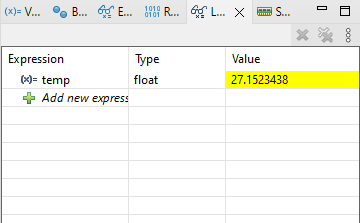 (x)= V... B... E... 1010 0101 R... L... S...
Expression Type Value
(x)= temp float 27.1523438
Add new express